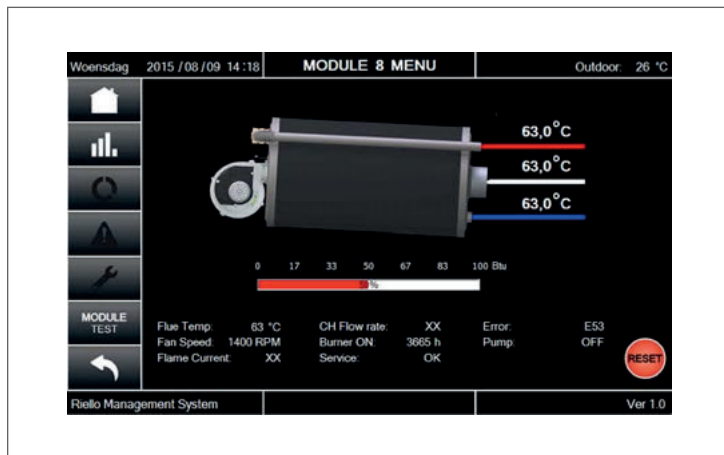 Woensdag 2015 / 08 / 09 14:18 MODULE 8 MENU Outdoor: 26 °C
63,0°C
63,0°C
63,0°C
0 17 33 50 67 83 100 Btu
50%
MODULE
TEST
Flue Temp: 63 °C CH Flow rate: XX Error: E53
Fan Speed: 1400 RPM Burner ON: 3665 h Pump: OFF
Flame Current: XX Service: OK
RESET
Riello Management System Ver 1.0